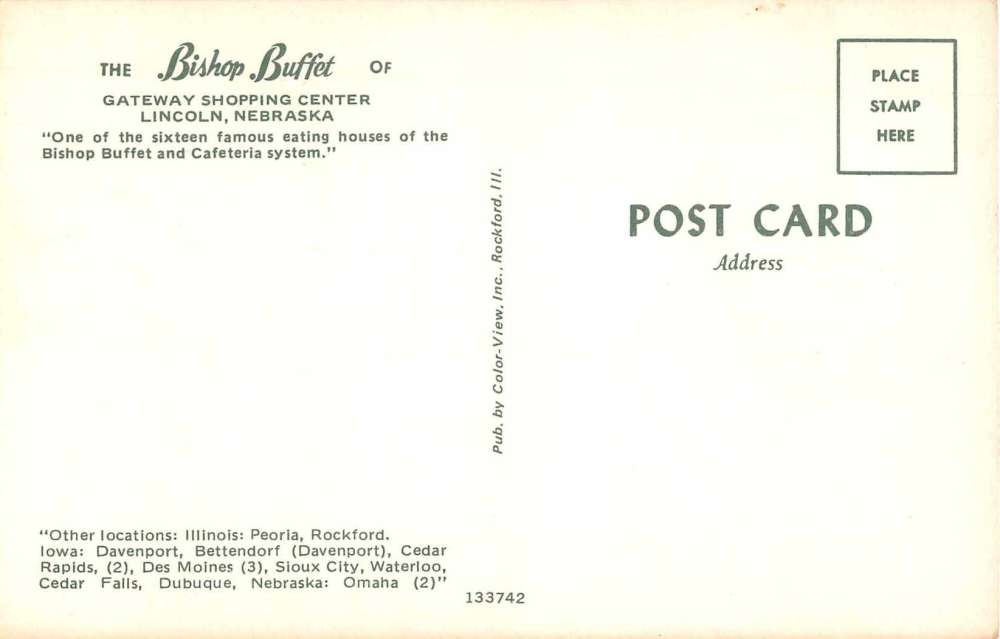 THE Bishop Buffet OF
GATEWAY SHOPPING CENTER
LINCOLN, NEBRASKA
"One of the sixteen famous eating houses of the
Bishop Buffet and Cafeteria system."
"Other locations: Illinois: Peoria, Rockford.
Iowa: Davenport, Bettendorf (Davenport), Cedar
Rapids, (2), Des Moines (3), Sioux City, Waterloo,
Cedar Falls, Dubuque, Nebraska: Omaha (2)"
133742
Pub. by Color-View, Inc., Rockford, Ill.
PLACE
STAMP
HERE
POST CARD
Address